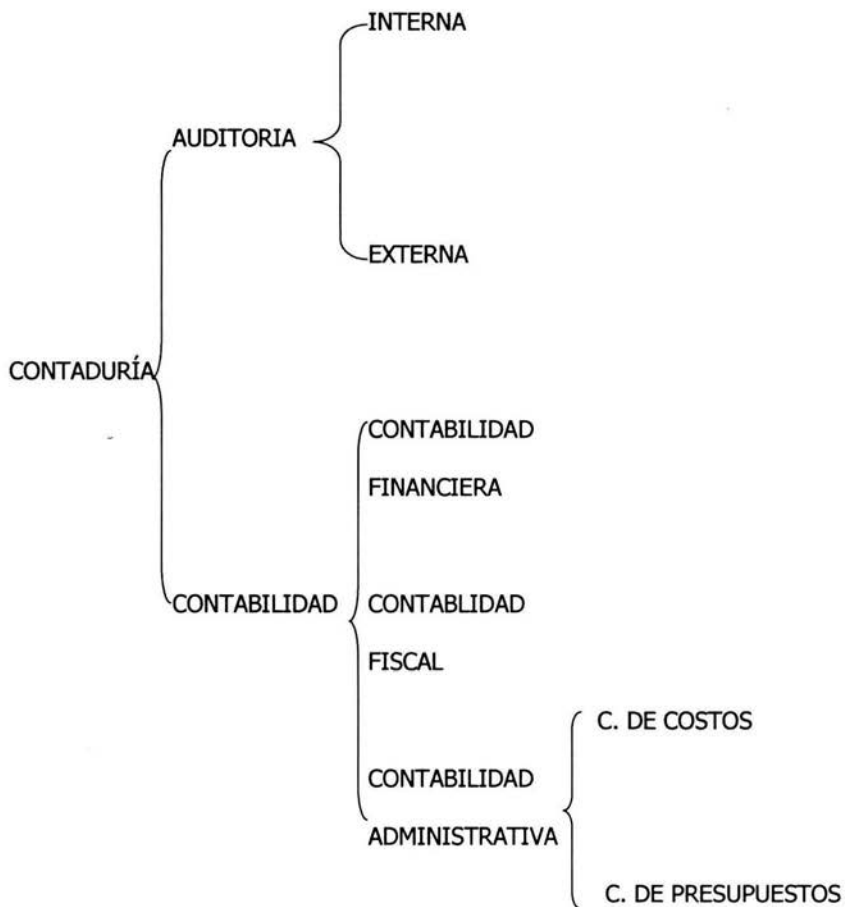 INTERNA
AUDITORIA
EXTERNA
CONTADURÍA
CONTABILIDAD
FINANCIERA
CONTABILIDAD
CONTABLIDAD
FISCAL
C. DE COSTOS
CONTABILIDAD
ADMINISTRATIVA
C. DE PRESUPUESTOS